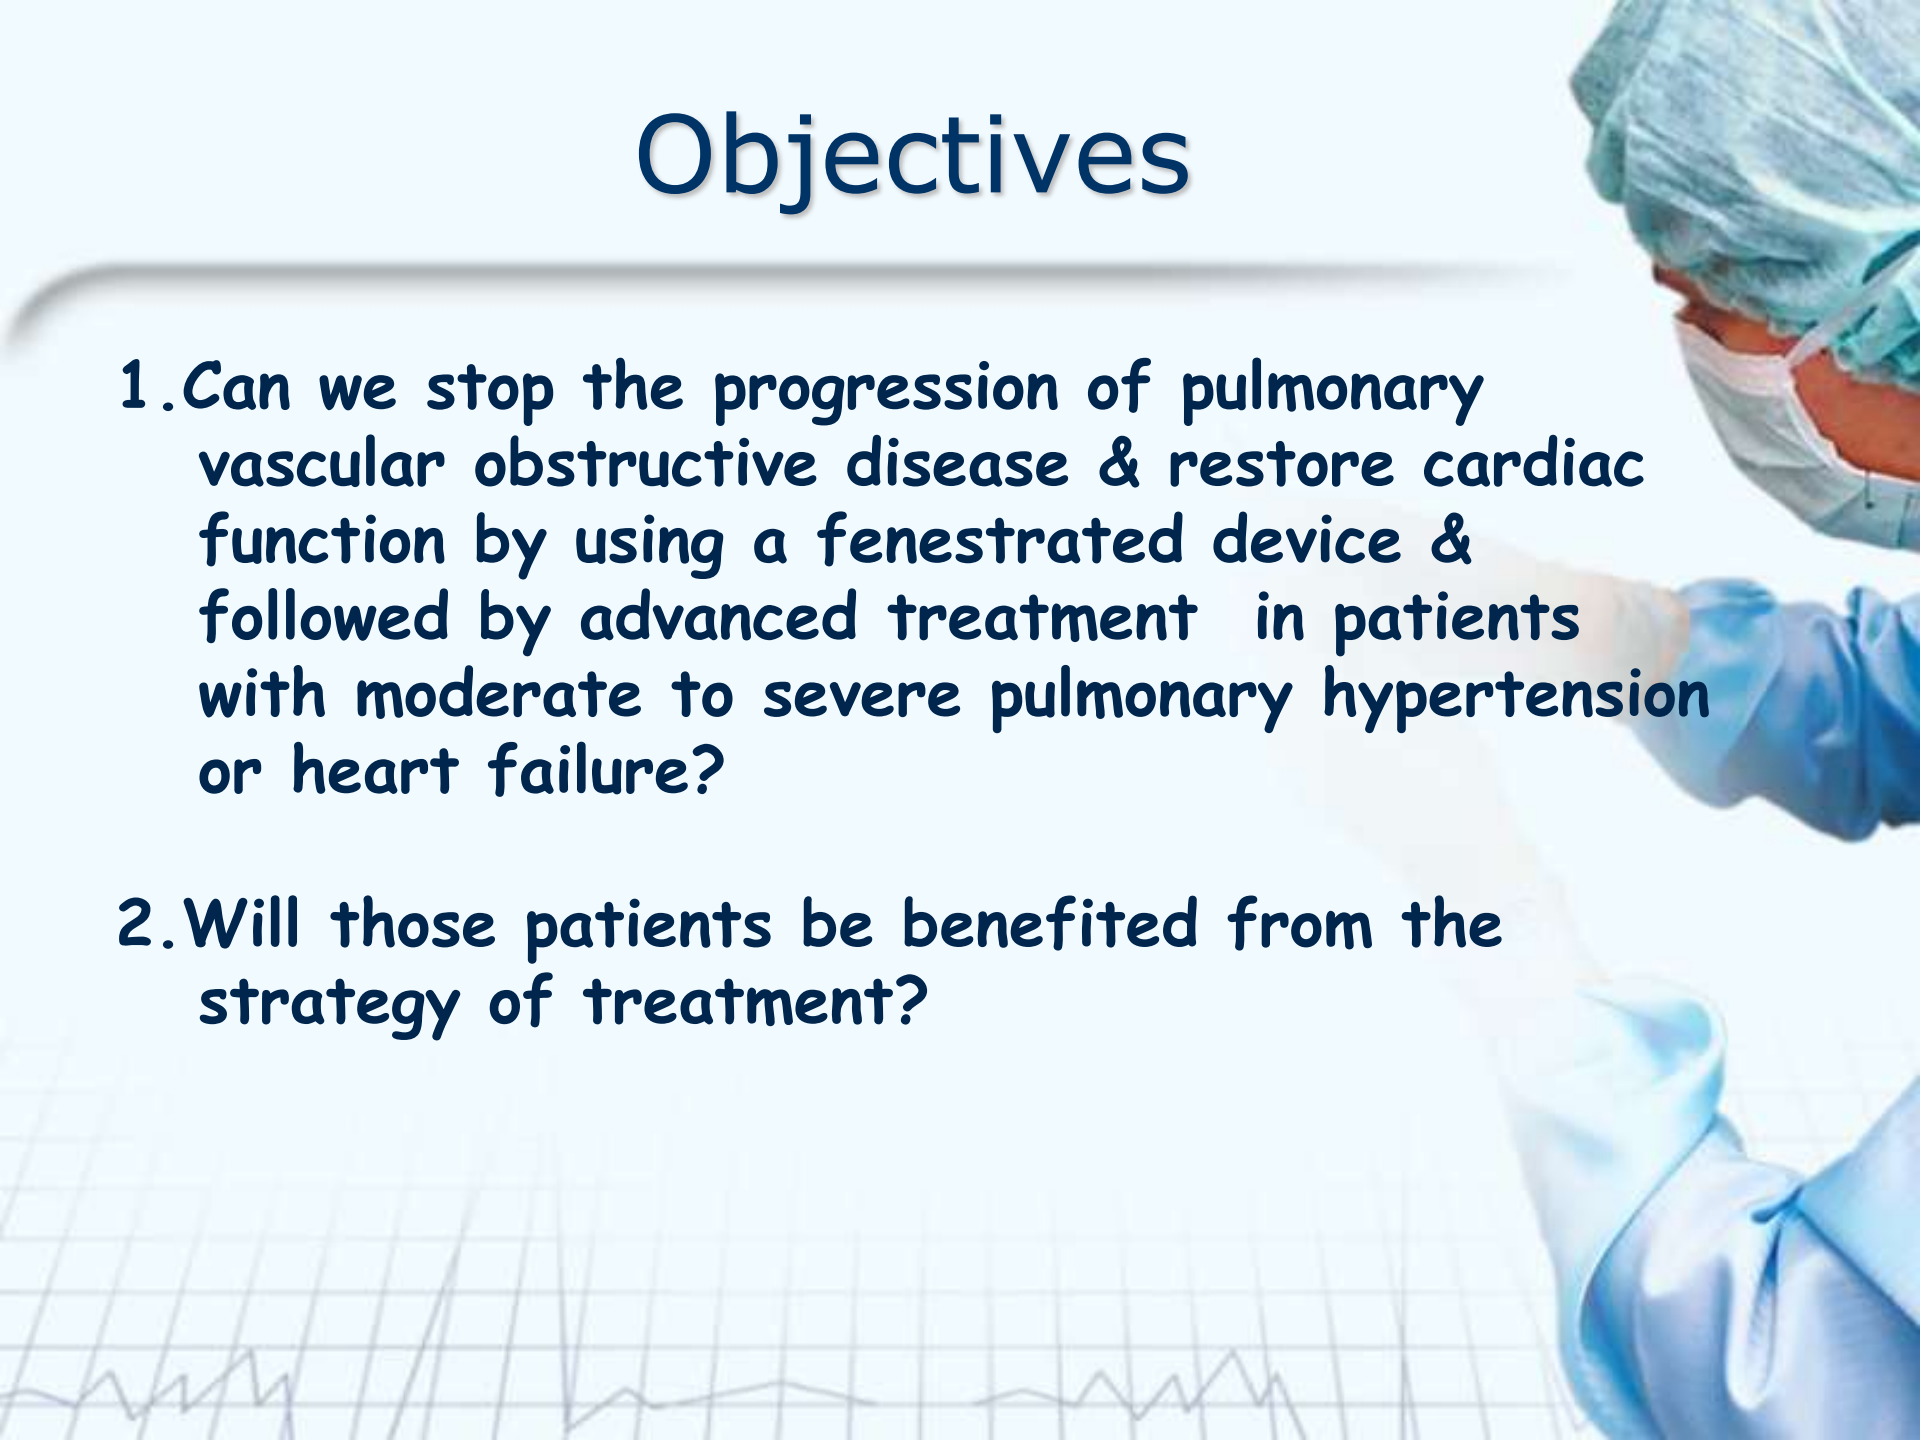 Objectives
1.Can we stop the progression of pulmonary
vascular obstructive disease & restore cardiac
function by using a fenestrated device &
followed by advanced treatment  in patients
with moderate to severe pulmonary hypertension
or heart failure?
2.Will those patients be benefited from the
strategy of treatment?